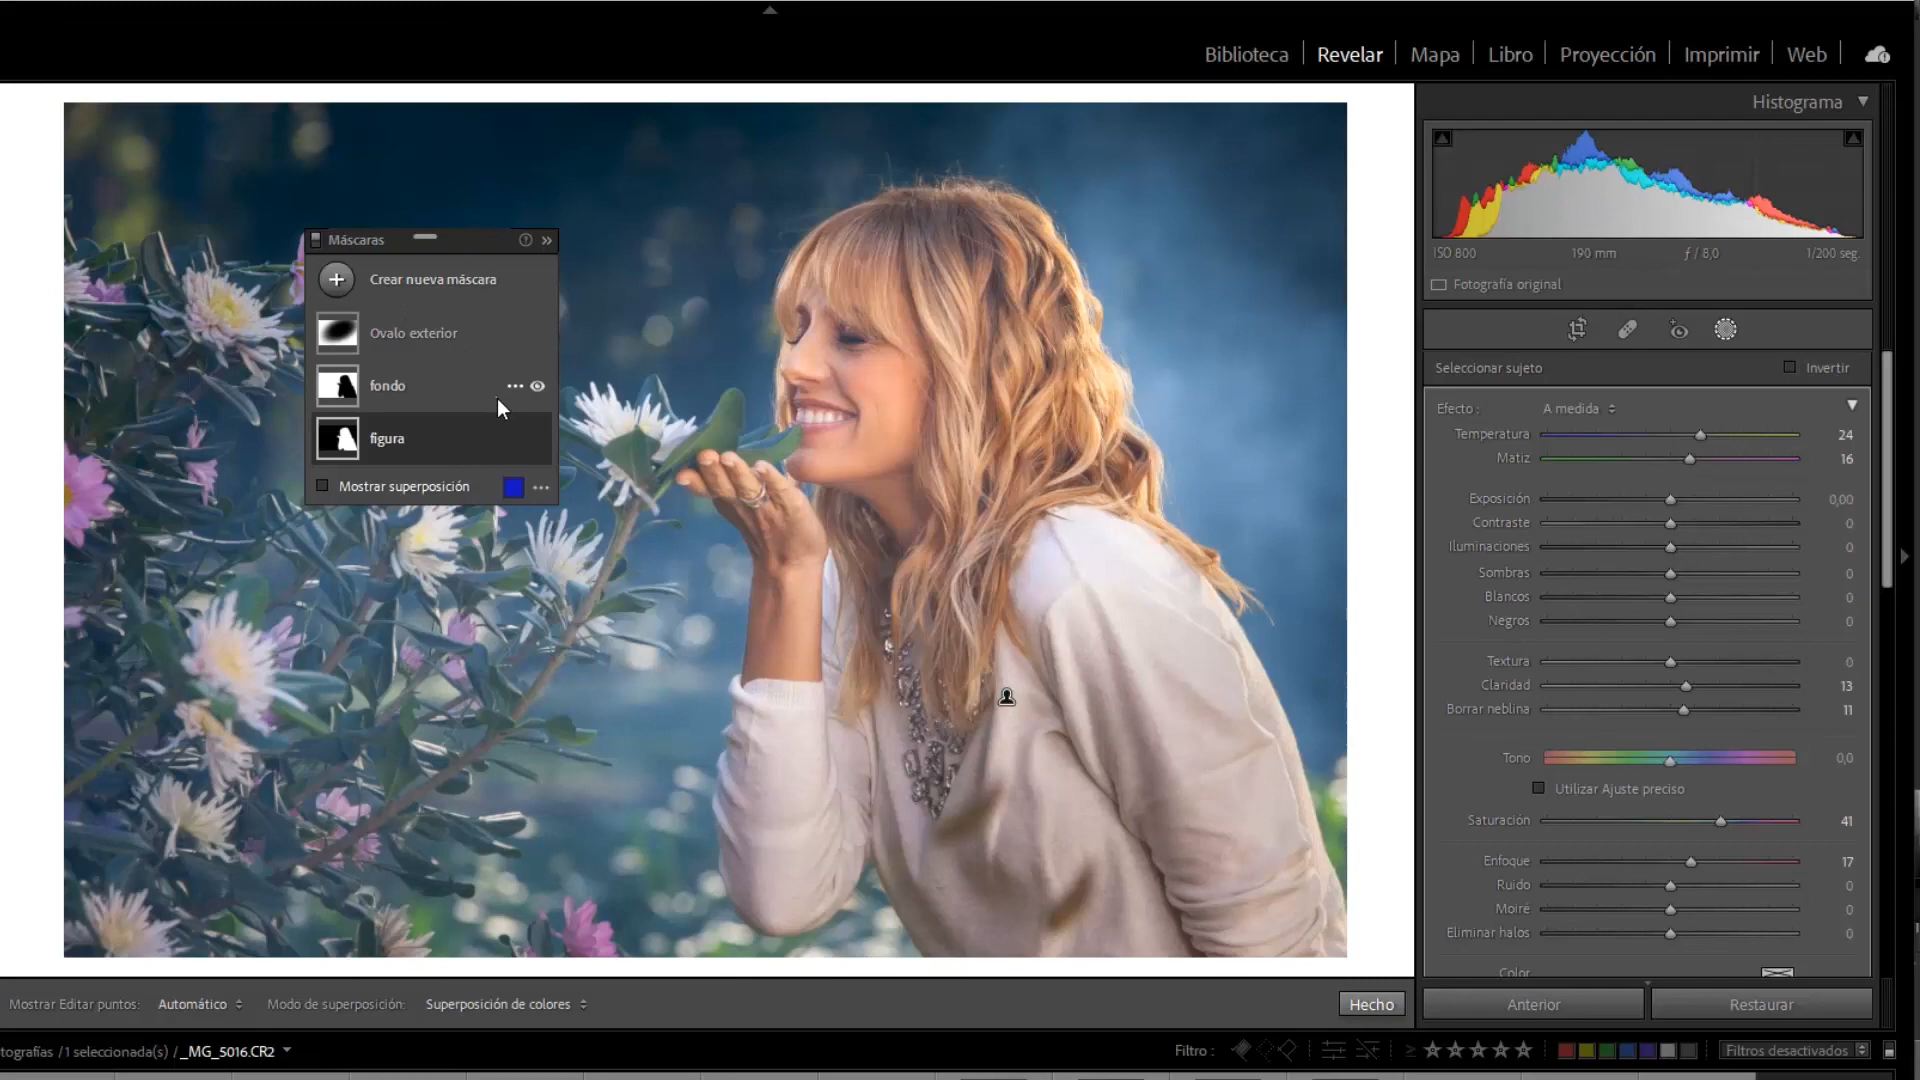 Biblioteca | Revelar | Mapa | Libro | Proyección | Imprimir | Web |
Histograma
ISO 800 190 mm ƒ / 8,0 1/200 seg.
Fotografía original
Máscaras
Crear nueva máscara
Ovalo exterior
fondo
figura
Mostrar superposición
Seleccionar sujeto Invertir
Efecto : A medida
Temperatura 24
Matiz 16
Exposición 0,00
Contraste 0
Iluminaciones 0
Sombras 0
Blancos 0
Negros 0
Textura 0
Claridad 13
Borrar neblina 11
Tono 0,0
Utilizar Ajuste preciso
Saturación 41
Enfoque 17
Ruido 0
Moiré 0
Eliminar halos 0
Color
Mostrar Editar puntos: Automático Modo de superposición: Superposición de colores Hecho
Anterior Restaurar
tografías /1 seleccionada(s) /_MG_5016.CR2
Filtro : ≥ Filtros desactivados